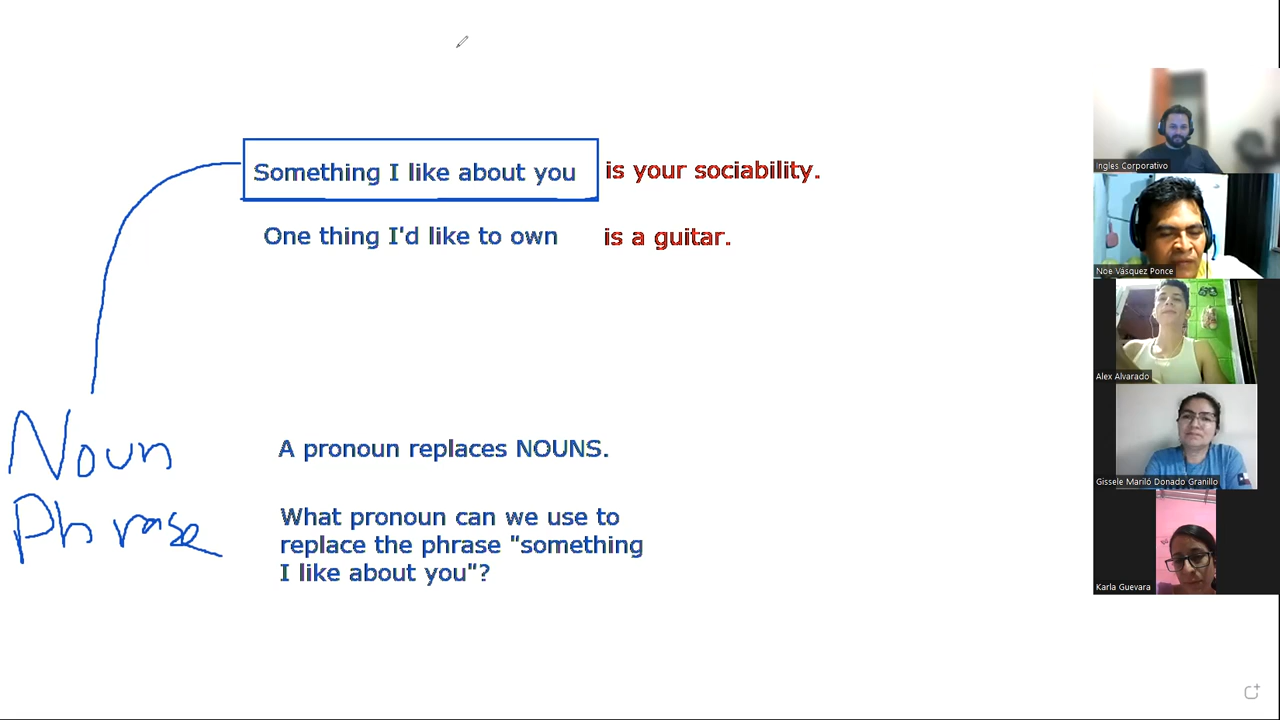 Something I like about you is your sociability.
One thing I'd like to own is a guitar.
Noun
Phrase
A pronoun replaces NOUNS.
What pronoun can we use to
replace the phrase "something
I like about you"?
Ingles Corporativo
Noe Vásquez Ponce
Alex Alvarado
Gissele Mariló Donado Granillo
Karla Guevara